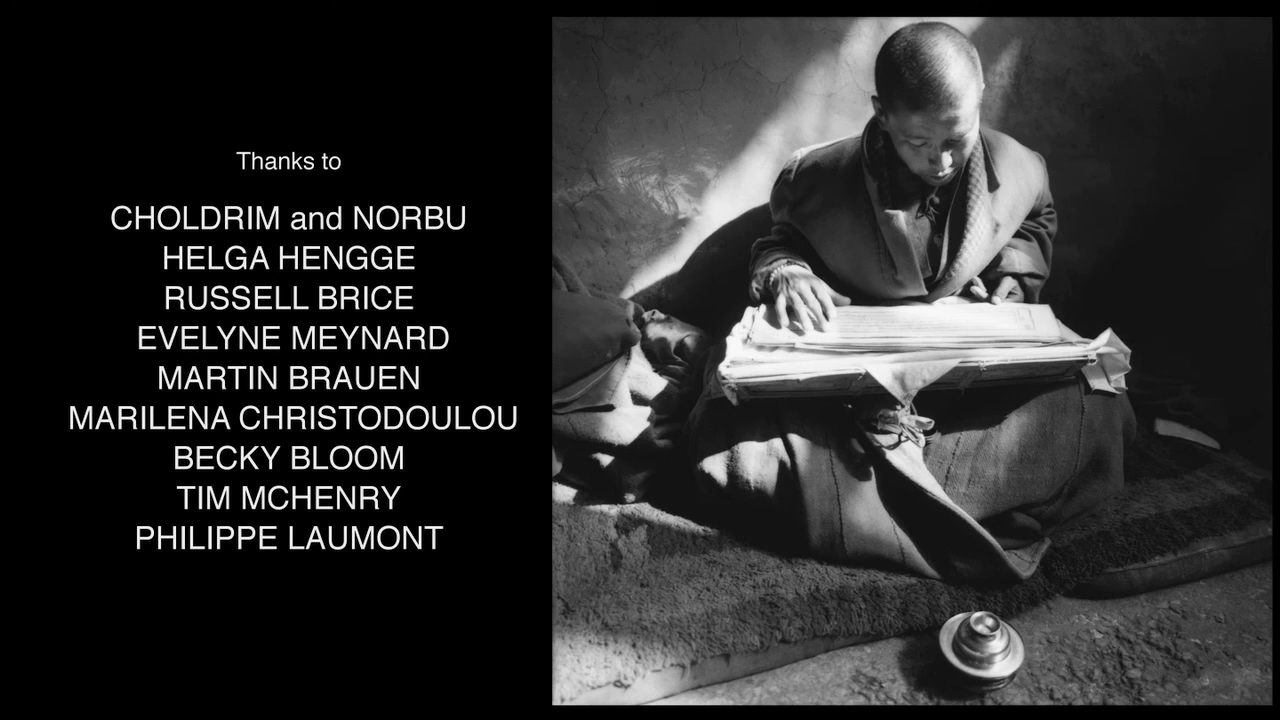 Thanks to
CHOLDRIM and NORBU
HELGA HENGGE
RUSSELL BRICE
EVELYNE MEYNARD
MARTIN BRAUEN
MARILENA CHRISTODOULOU
BECKY BLOOM
TIM MCHENRY
PHILIPPE LAUMONT